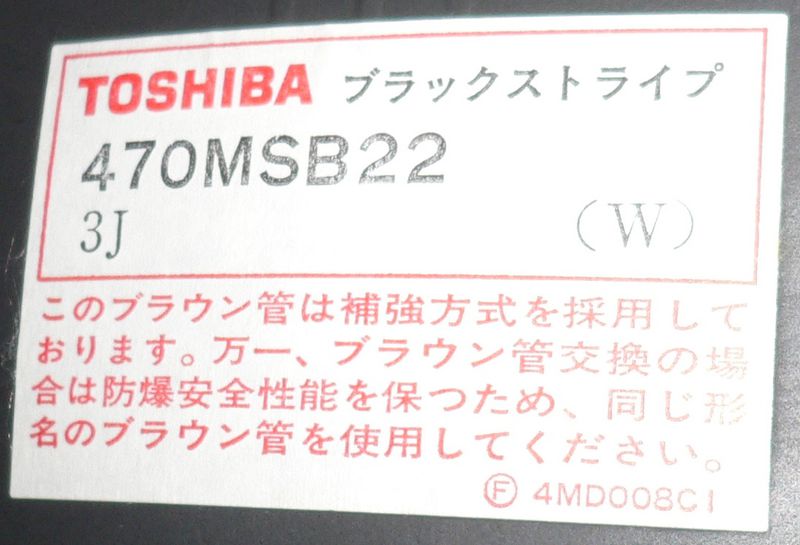 TOSHIBA ブラックストライプ
470MSB22
3J (W)
このブラウン管は補強方式を採用して
おります。万一、ブラウン管交換の場
合は防爆安全性能を保つため、同じ形
名のブラウン管を使用してください。
Ⓕ 4MD008C1